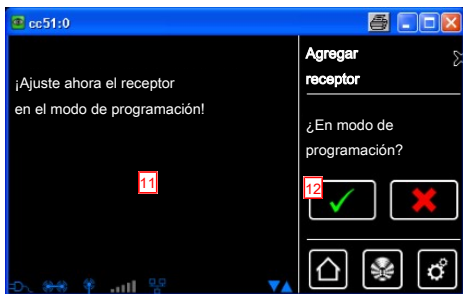 cc51:0
¡Ajuste ahora el receptor
en el modo de programación!
11
Agregar
receptor
¿En modo de
programación?
12